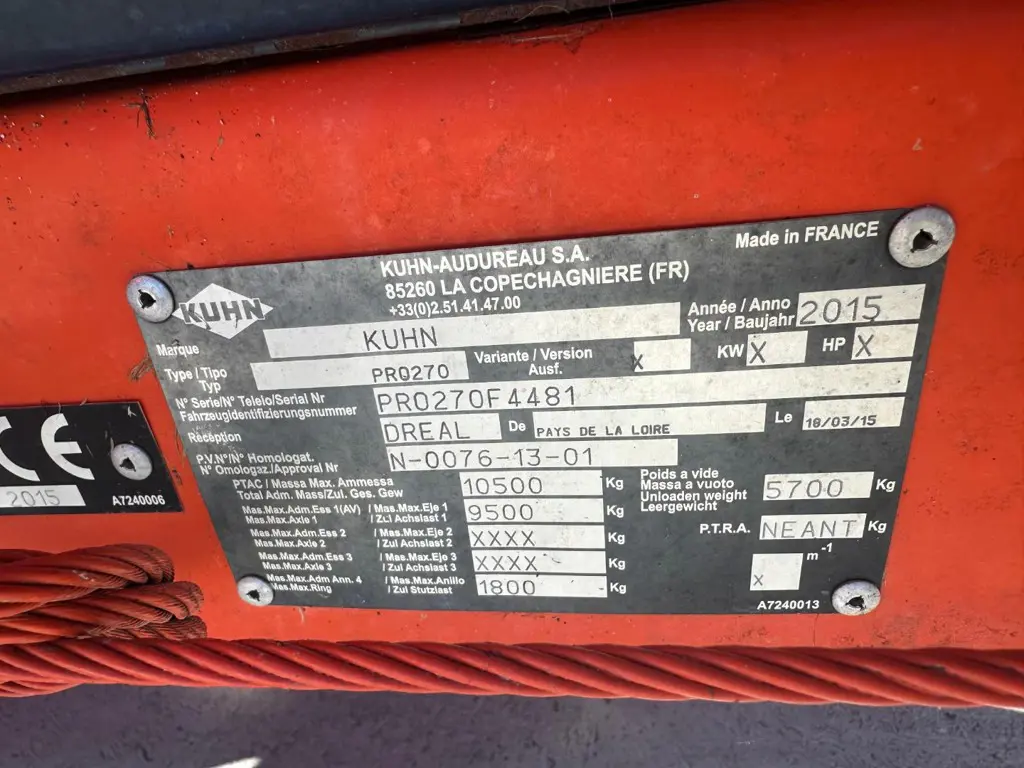 Made in FRANCE
KUHN-AUDUREAU S.A.
85260 LA COPECHAGNIERE (FR)
+33(0)2.51.41.47.00
KUHN
Marque KUHN
Année / Anno
Year / Baujahr 2015
Type / Tipo
Typ PRO270 Variante / Version
Ausf. X KW X HP X
N° Serie/N° Telelo/Serial Nr
Fahrzeugidentifizierungsnummer PRO270F4481
Réception DREAL De PAYS DE LA LOIRE Le 18/03/15
P.V.N°/N° Homologat.
N° Omologaz./Approval Nr N-0076-13-01
PTAC / Massa Max. Ammessa
Total Adm. Mass/Zul. Ges. Gew 10500 Kg
Poids a vide
Massa a vuoto
Unloaden weight
Leergewicht 5700 Kg
Mas.Max.Adm.Ess 1(AV) / Mas.Max.Eje 1
Mas.Max.Axle 1 / Zul Achslast 1 9500 Kg
P.T.R.A. NEANT Kg
Mas.Max.Adm.Ess 2 / Mas.Max.Eje 2
Mas.Max.Axle 2 / Zul Achslast 2 XXXX Kg
Mas.Max.Adm.Ess 3 / Mas.Max.Eje 3
Mas.Max.Axle 3 / Zul Achslast 3 XXXX Kg
X m-1
Mas.Max.Adm Ann. 4 / Mas.Max.Anillo
Mas.Max.Ring / Zul Stutzlast 1800 Kg
A7240013
CE
2015 A7240006